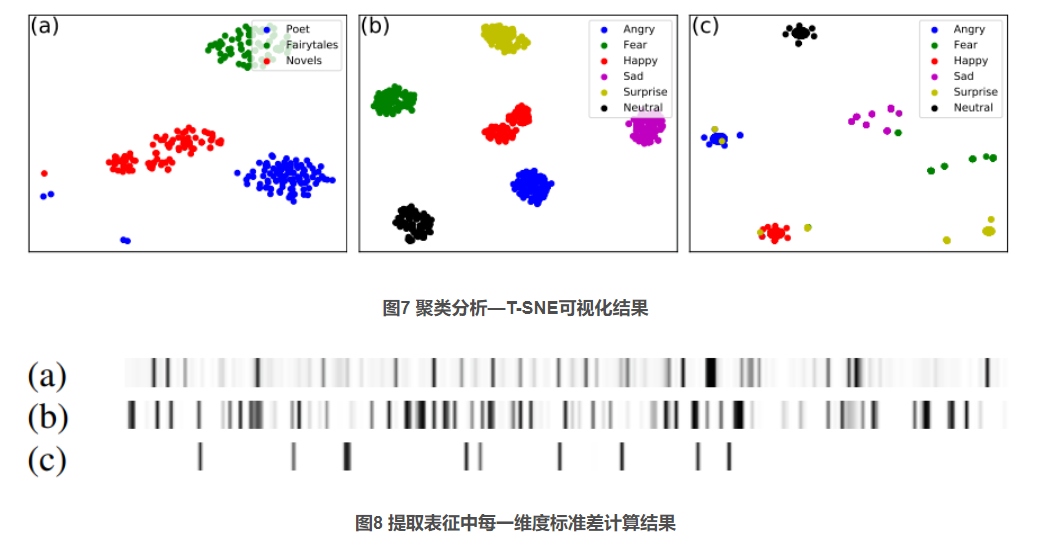 (a)
Poet
Fairytales
Novels
(b)
Angry
Fear
Happy
Sad
Surprise
Neutral
(c)
Angry
Fear
Happy
Sad
Surprise
Neutral
图7 聚类分析—T-SNE可视化结果
(a)
(b)
(c)
图8 提取表征中每一维度标准差计算结果